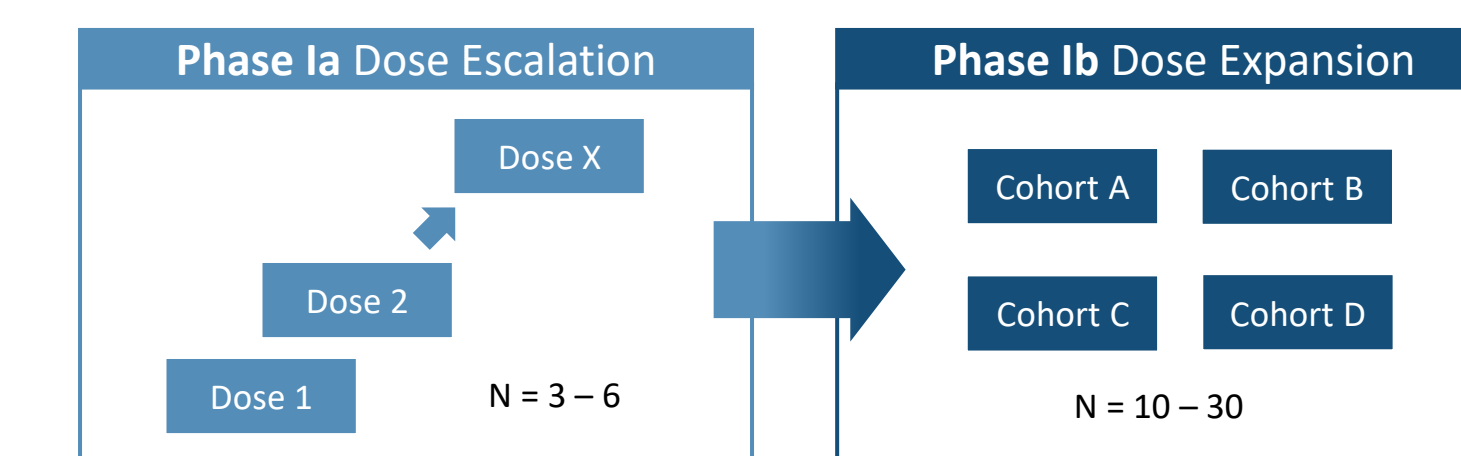 Phase Ia Dose Escalation
Dose X
Dose 2
Dose 1
N = 3 – 6
Phase Ib Dose Expansion
Cohort A
Cohort B
Cohort C
Cohort D
N = 10 – 30